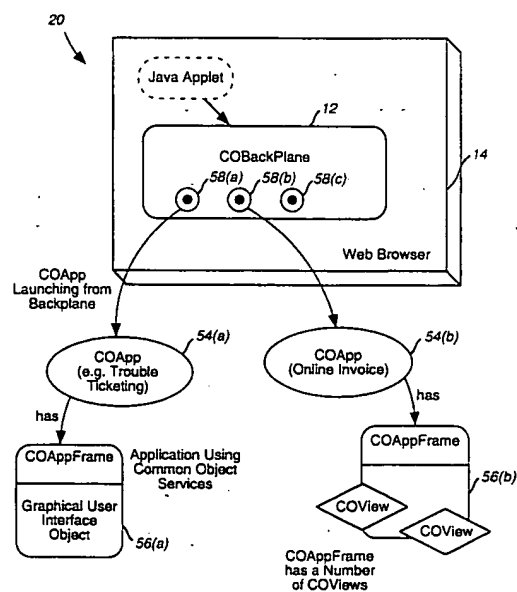 20
Java Applet
12
COBackPlane
14
58(a)
58(b)
58(c)
Web Browser
COApp
Launching from
Backplane
54(a)
COApp
(e.g. Trouble
Ticketing)
54(b)
COApp
(Online Invoice)
has
has
COAppFrame
Graphical User
Interface
Object
56(a)
Application Using
Common Object
Services
COAppFrame
56(b)
COView
COView
COAppFrame
has a Number
of COViews